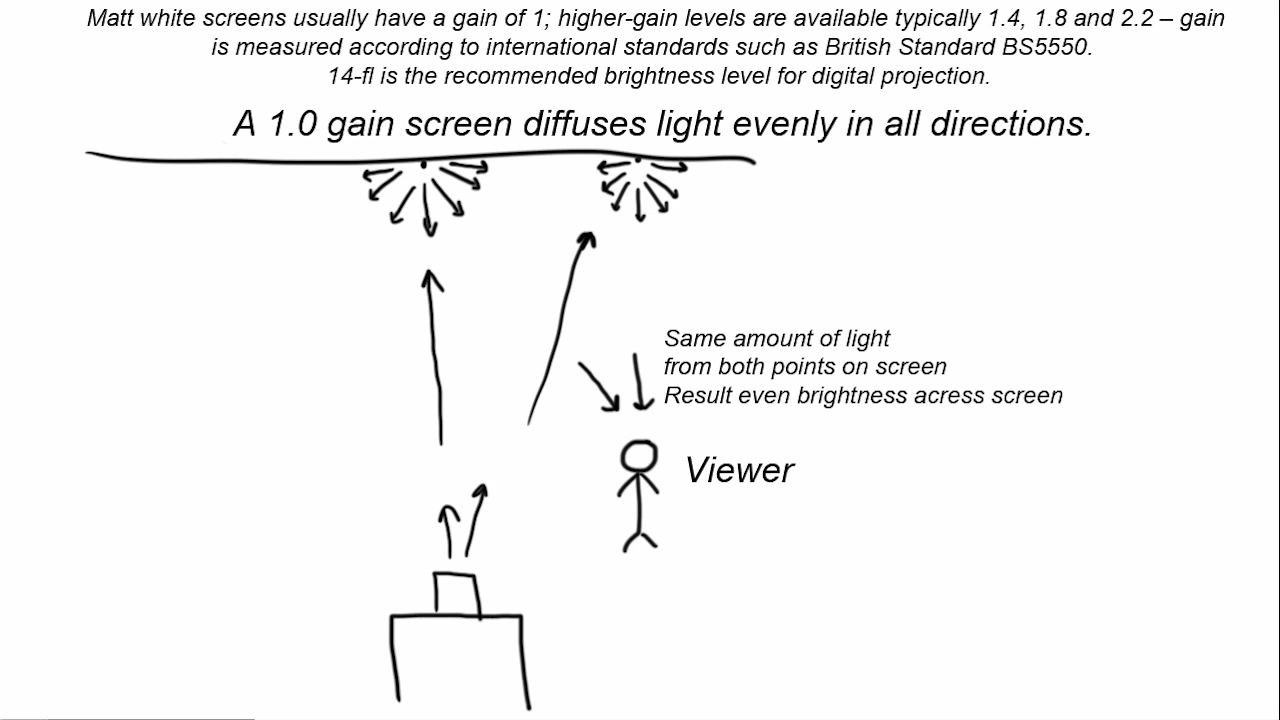 Matt white screens usually have a gain of 1; higher-gain levels are available typically 1.4, 1.8 and 2.2 – gain
is measured according to international standards such as British Standard BS5550.
14-fl is the recommended brightness level for digital projection.
A 1.0 gain screen diffuses light evenly in all directions.
Same amount of light
from both points on screen
Result even brightness acress screen
Viewer